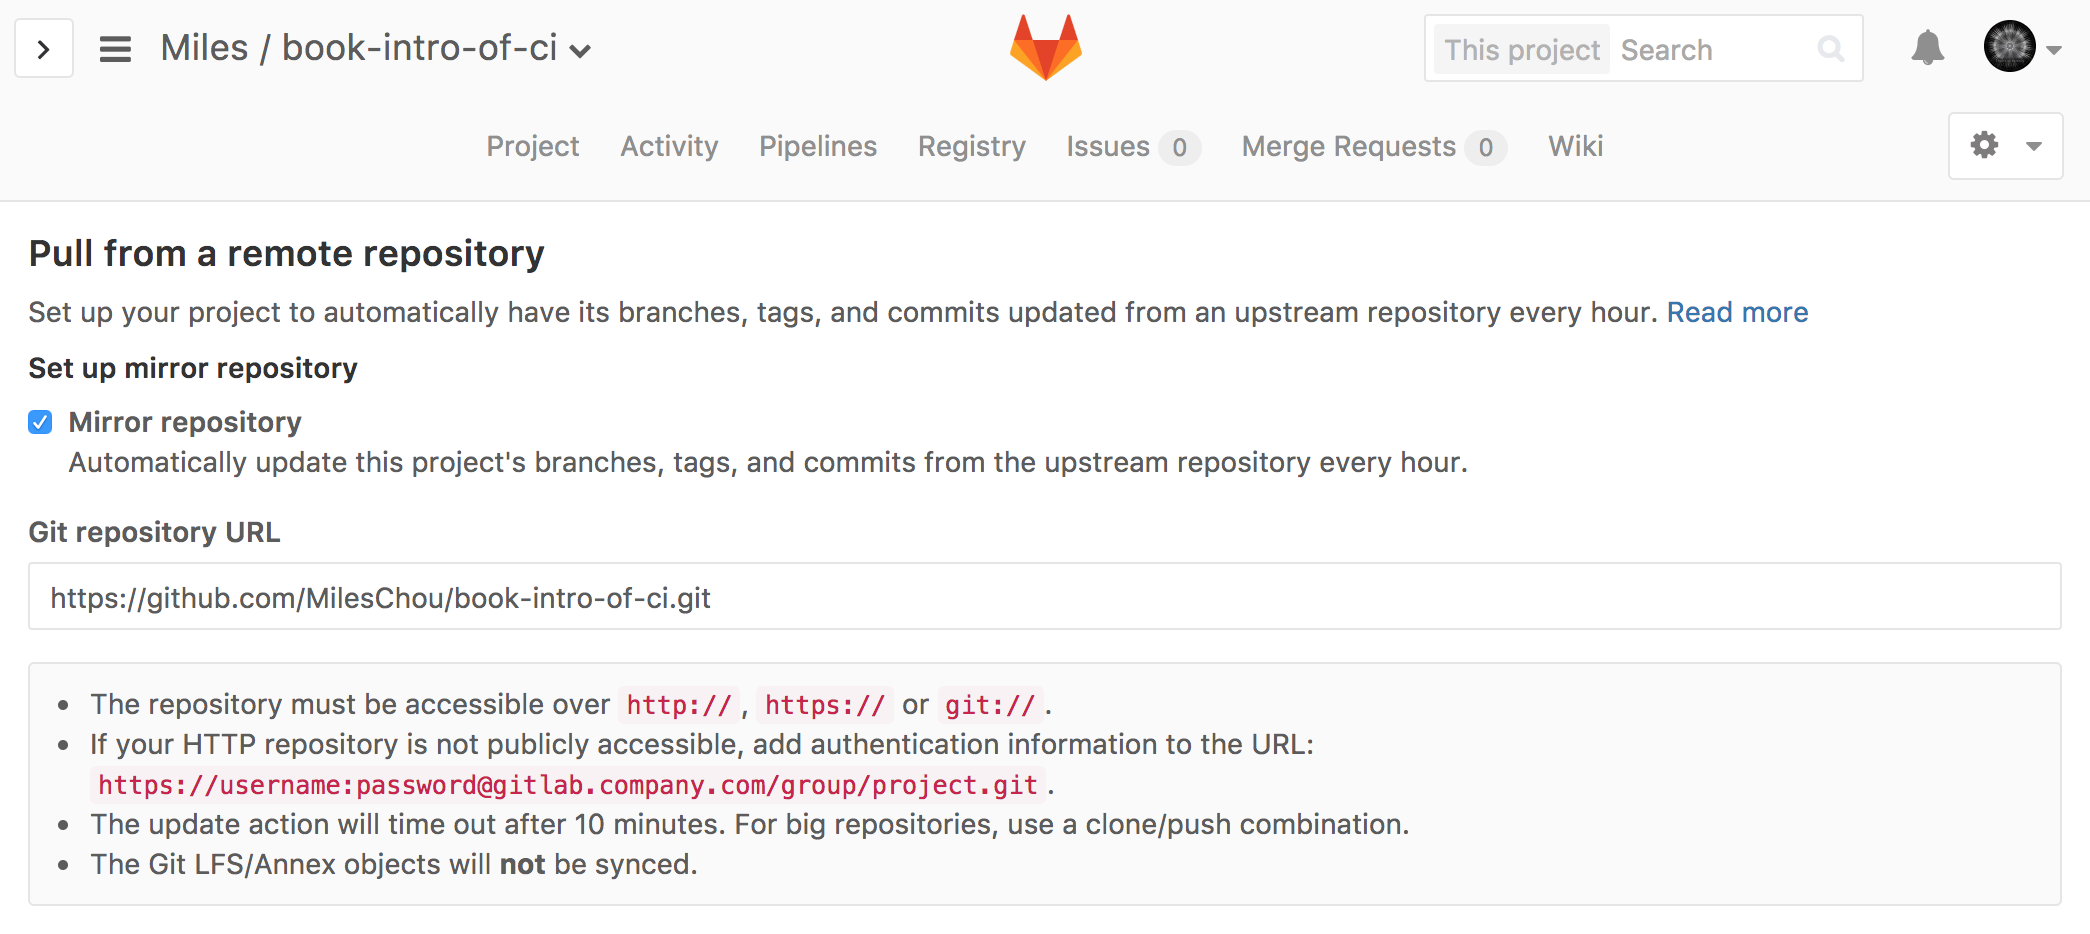 Miles / book-intro-of-ci
This project Search
Project Activity Pipelines Registry Issues 0 Merge Requests 0 Wiki
Pull from a remote repository
Set up your project to automatically have its branches, tags, and commits updated from an upstream repository every hour. Read more
Set up mirror repository
Mirror repository
Automatically update this project's branches, tags, and commits from the upstream repository every hour.
Git repository URL
https://github.com/MilesChou/book-intro-of-ci.git
• The repository must be accessible over http://, https:// or git://.
• If your HTTP repository is not publicly accessible, add authentication information to the URL:
https://username:password@gitlab.company.com/group/project.git.
• The update action will time out after 10 minutes. For big repositories, use a clone/push combination.
• The Git LFS/Annex objects will not be synced.